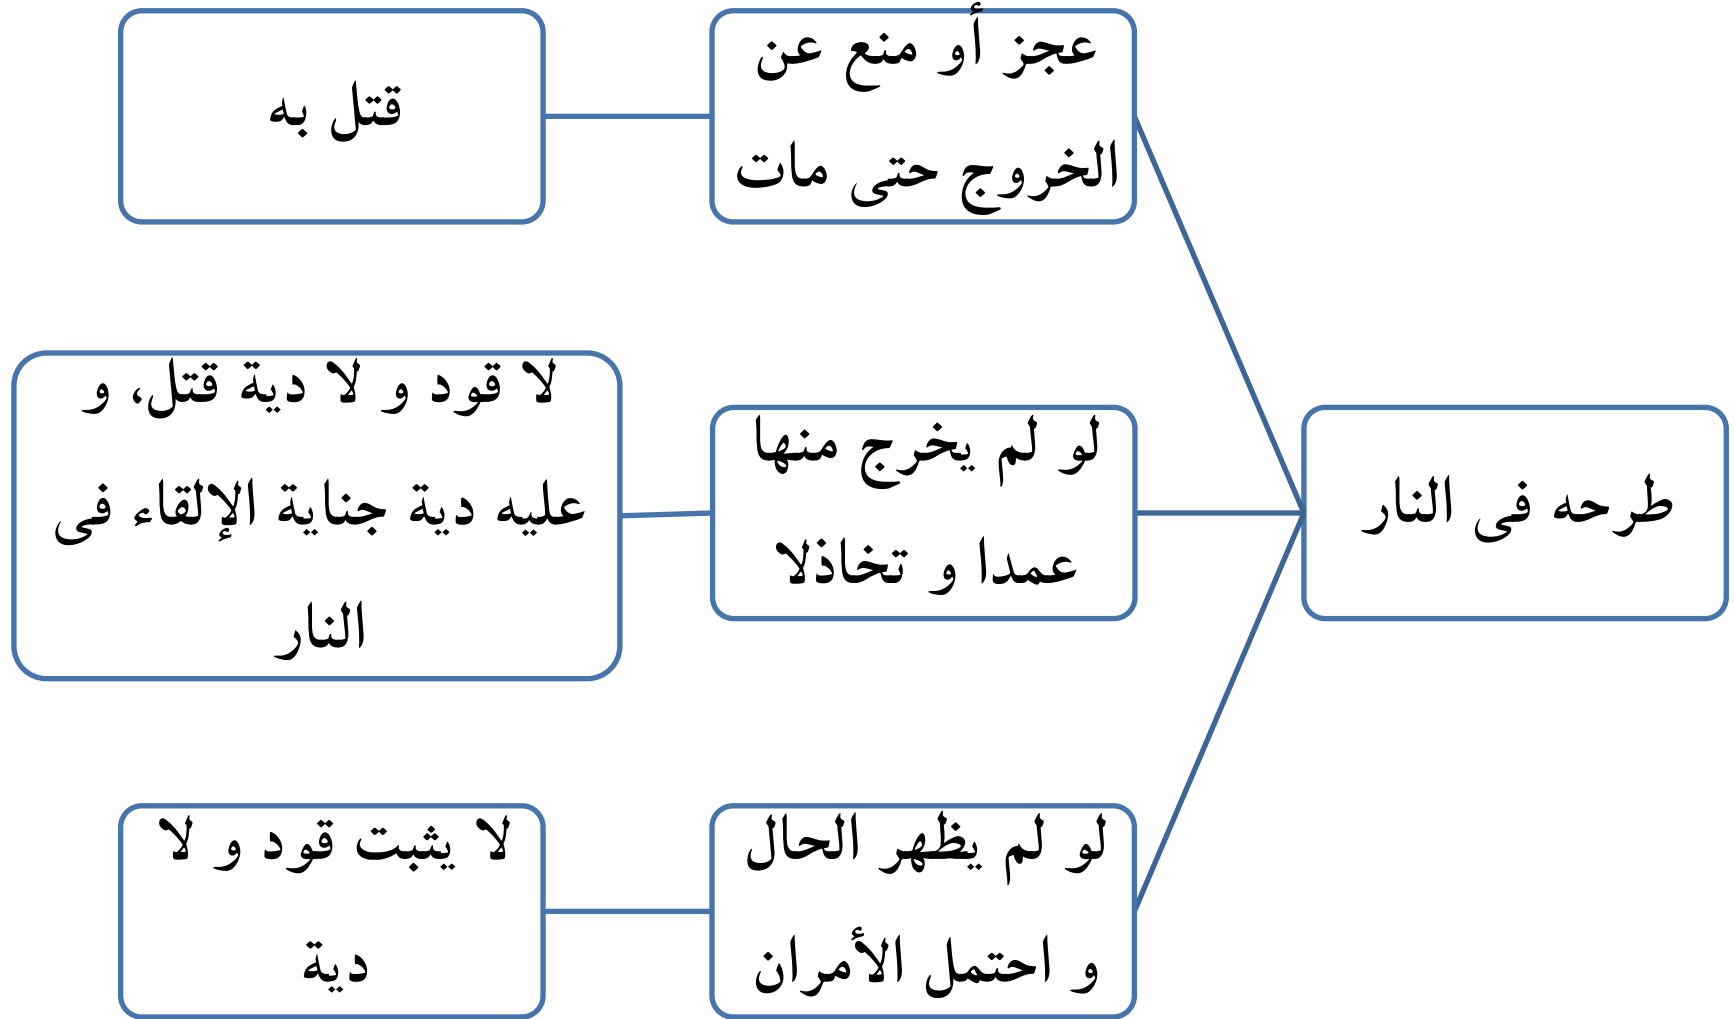 طرحه فى النار
عجز أو منع عن
الخروج حتى مات
قتل به
لو لم يخرج منها
عمدا و تخاذلا
لا قود و لا دية قتل، و
عليه دية جناية الإلقاء فى
النار
لو لم يظهر الحال
و احتمل الأمران
لا يثبت قود و لا
دية